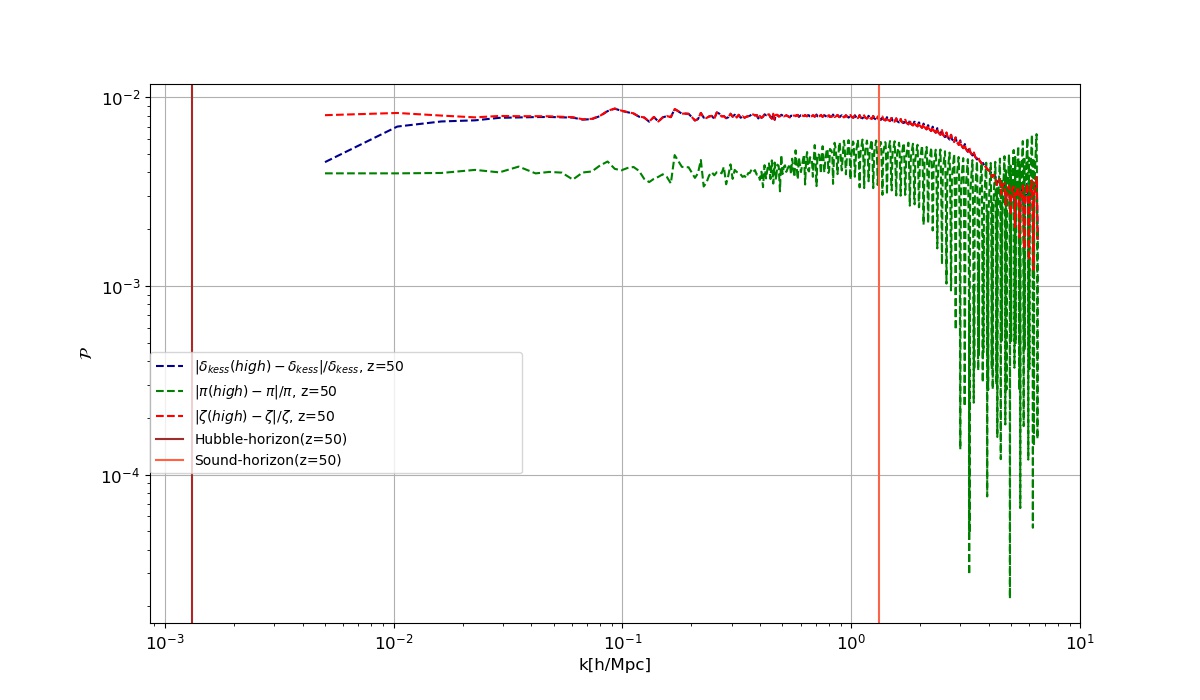 10⁻²
10⁻³
10⁻⁴
𝒫
|δ_kess(high) − δ_kess|/δ_kess, z=50
|π(high) − π|/π, z=50
|ζ(high) − ζ|/ζ, z=50
Hubble-horizon(z=50)
Sound-horizon(z=50)
10⁻³ 10⁻² 10⁻¹ 10⁰ 10¹
k[h/Mpc]